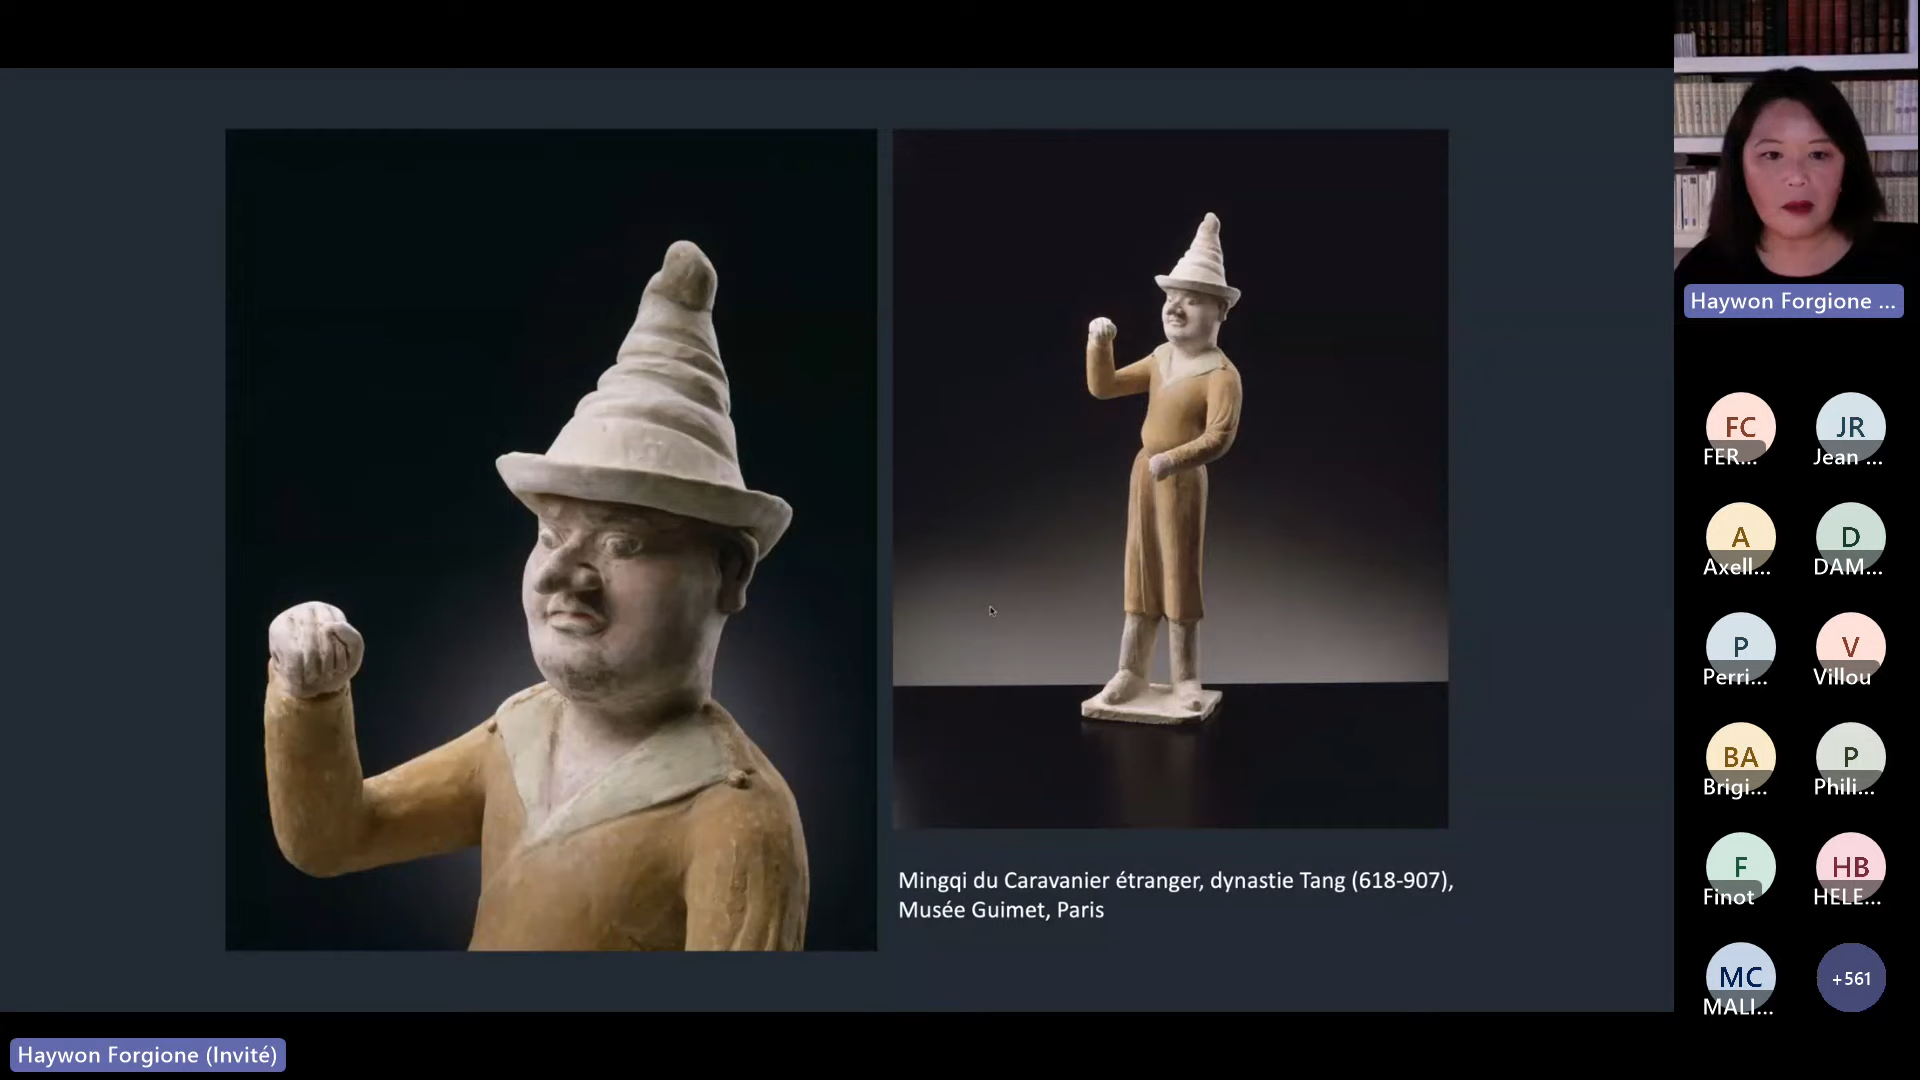 Haywon Forgione ...
FC
FER...
JR
Jean ...
A
Axell...
D
DAM...
P
Perri...
V
Villou
BA
Brigi...
P
Phili...
F
Finot
HB
HELE...
MC
MALI...
+561
Mingqi du Caravanier étranger, dynastie Tang (618-907),
Musée Guimet, Paris
Haywon Forgione (Invité)